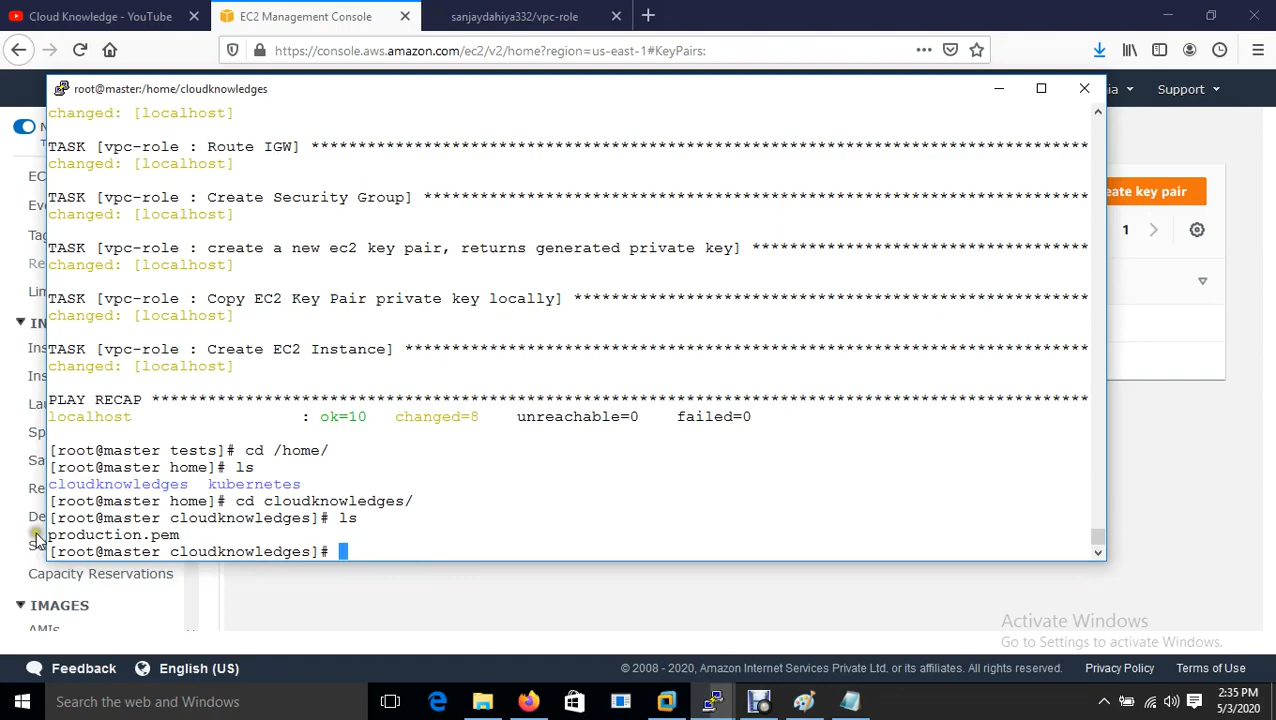 Cloud Knowledge - YouTube
EC2 Management Console
sanjaydahiya332/vpc-role
https://console.aws.amazon.com/ec2/v2/home?region=us-east-1#KeyPairs:
root@master:/home/cloudknowledges
Support
changed: [localhost]
TASK [vpc-role : Route IGW] ***********************************************************************************
changed: [localhost]
TASK [vpc-role : Create Security Group] ***********************************************************************
changed: [localhost]
TASK [vpc-role : create a new ec2 key pair, returns generated private key] ************************************
changed: [localhost]
TASK [vpc-role : Copy EC2 Key Pair private key locally] *******************************************************
changed: [localhost]
TASK [vpc-role : Create EC2 Instance] *************************************************************************
changed: [localhost]
PLAY RECAP ****************************************************************************************************
localhost : ok=10 changed=8 unreachable=0 failed=0
[root@master tests]# cd /home/
[root@master home]# ls
cloudknowledges kubernetes
[root@master home]# cd cloudknowledges/
[root@master cloudknowledges]# ls
production.pem
[root@master cloudknowledges]#
eate key pair
1
Capacity Reservations
IMAGES
AMIs
Activate Windows
Go to Settings to activate Windows.
Feedback
English (US)
© 2008 - 2020, Amazon Internet Services Private Ltd. or its affiliates. All rights reserved.
Privacy Policy
Terms of Use
Search the web and Windows
2:35 PM
5/3/2020